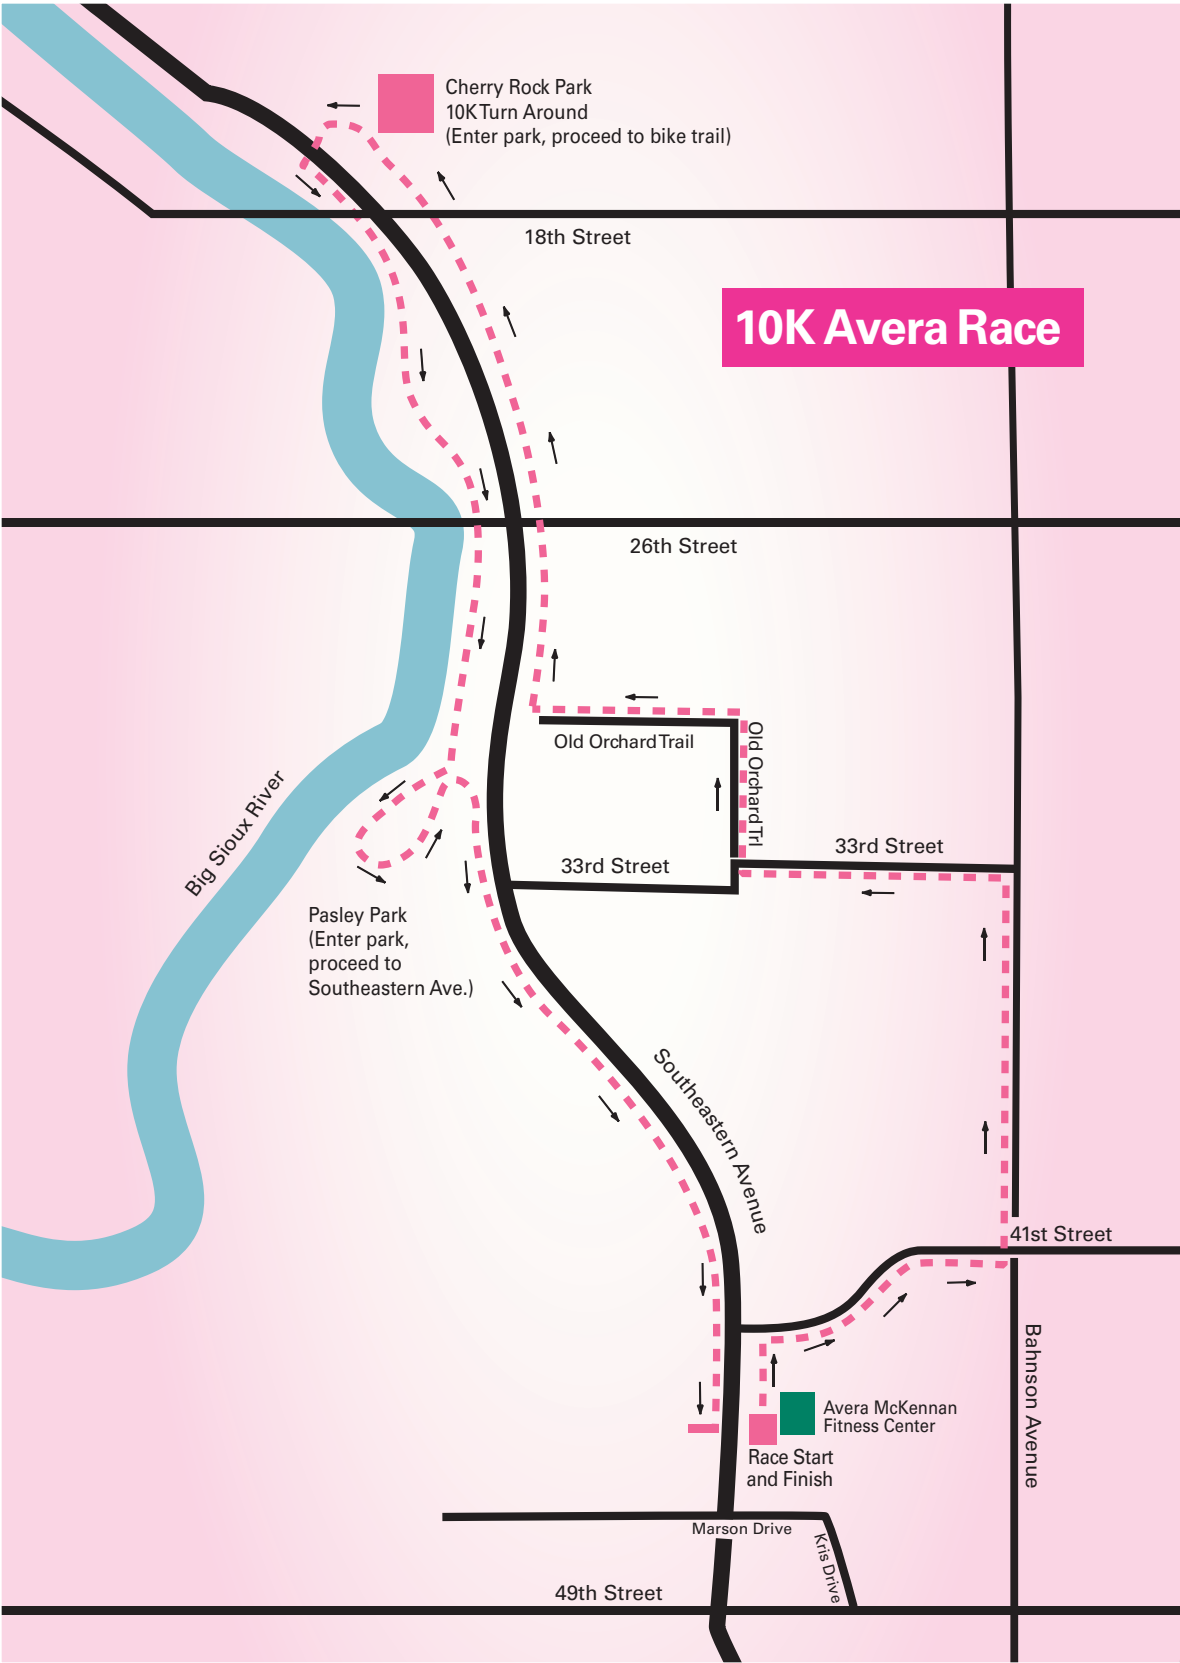 Cherry Rock Park
10K Turn Around
(Enter park, proceed to bike trail)
18th Street
10K Avera Race
26th Street
Old Orchard Trail
Old Orchard Trl
33rd Street
33rd Street
Big Sioux River
Pasley Park
(Enter park,
proceed to
Southeastern Ave.)
Southeastern Avenue
41st Street
Bahnson Avenue
Avera McKennan
Fitness Center
Race Start
and Finish
Marson Drive
Kris Drive
49th Street